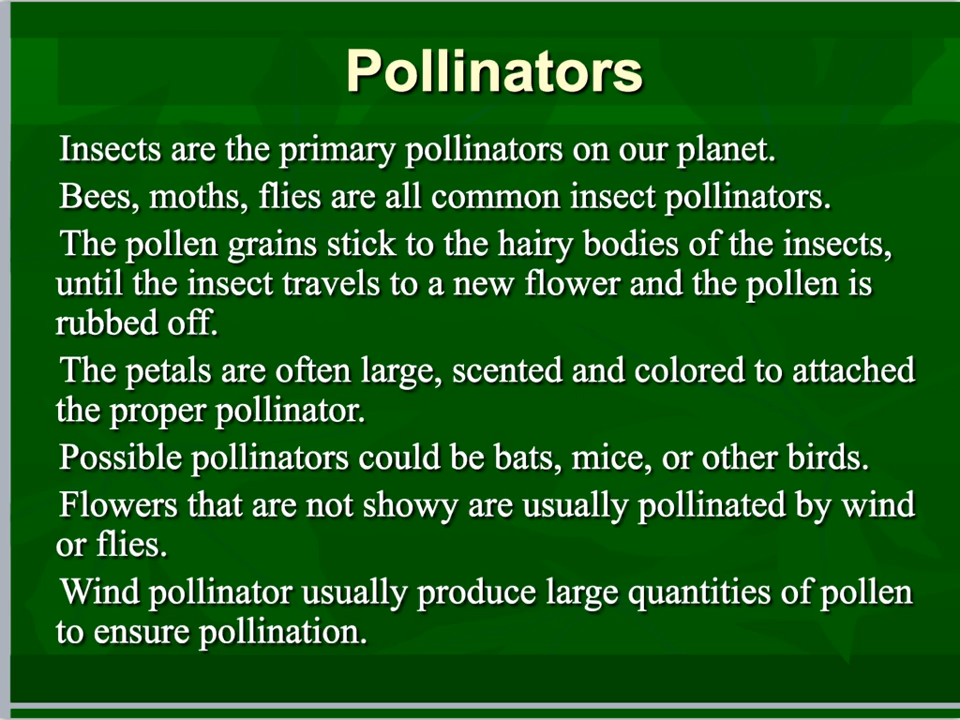 Pollinators
Insects are the primary pollinators on our planet.
Bees, moths, flies are all common insect pollinators.
The pollen grains stick to the hairy bodies of the insects,
until the insect travels to a new flower and the pollen is
rubbed off.
The petals are often large, scented and colored to attached
the proper pollinator.
Possible pollinators could be bats, mice, or other birds.
Flowers that are not showy are usually pollinated by wind
or flies.
Wind pollinator usually produce large quantities of pollen
to ensure pollination.